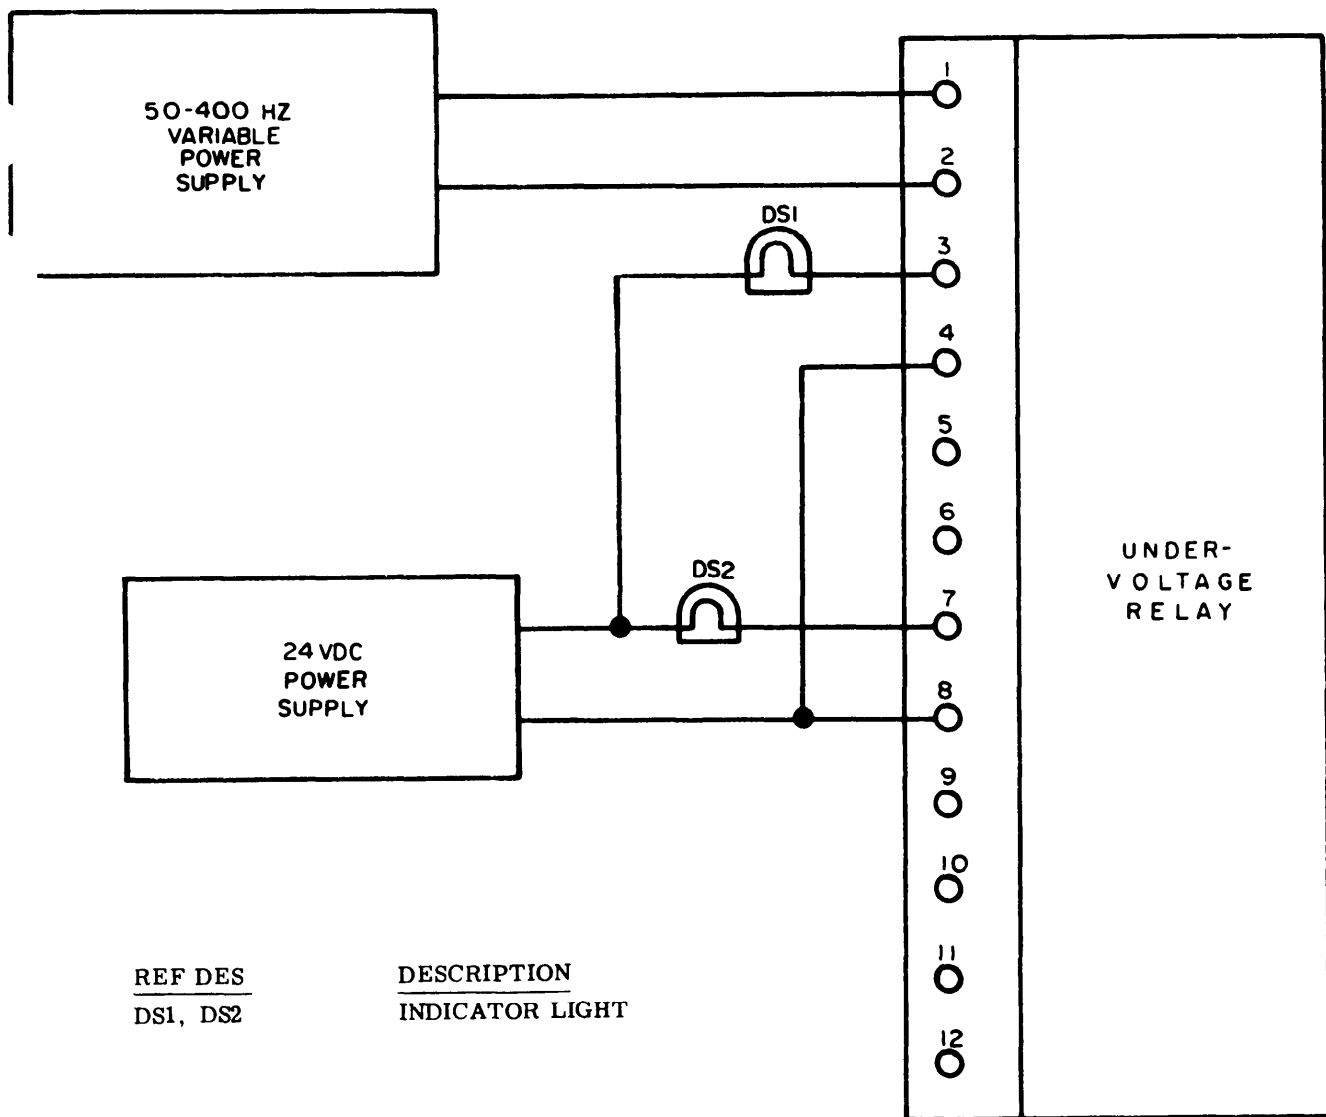 50-400 HZ
VARIABLE
POWER
SUPPLY
1
2
DS1
3
4
5
6
UNDER-
VOLTAGE
RELAY
DS2
7
24 VDC
POWER
SUPPLY
8
9
10
11
12
REF DES DESCRIPTION
DS1, DS2 INDICATOR LIGHT